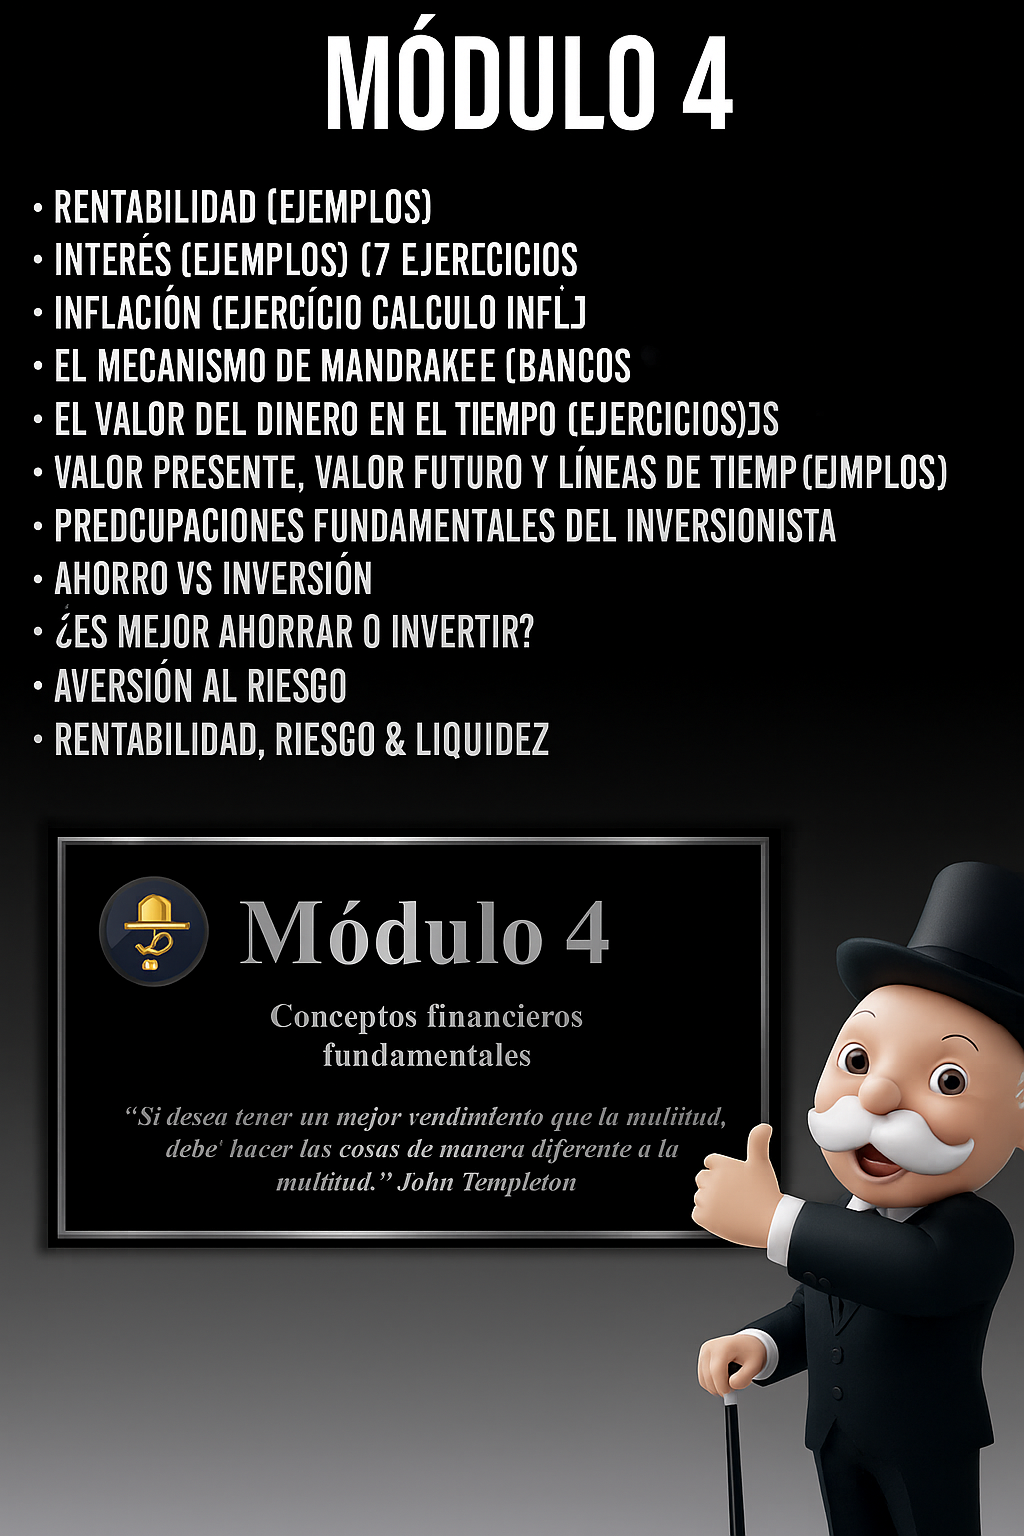 MÓDULO 4
• RENTABILIDAD (EJEMPLOS)
• INTERÉS (EJEMPLOS) (7 EJERCCICIOS
• INFLACIÓN (EJERCÍCIO CALCULO INFL.]
• EL MECANISMO DE MANDRAKEE (BANCOS
• EL VALOR DEL DINERO EN EL TIEMPO (EJERCICIOS)JS
• VALOR PRESENTE, VALOR FUTURO Y LÍNEAS DE TIEMP(EJMPLOS)
• PREDCUPACIONES FUNDAMENTALES DEL INVERSIONISTA
• AHORRO VS INVERSIÓN
• ¿ES MEJOR AHORRAR O INVERTIR?
• AVERSIÓN AL RIESGO
• RENTABILIDAD, RIESGO & LIQUIDEZ
Módulo 4
Conceptos financieros
fundamentales
“Si desea tener un mejor vendimlento que la muliitud,
debe' hacer las cosas de manera diferente a la
multitud.” John Templeton